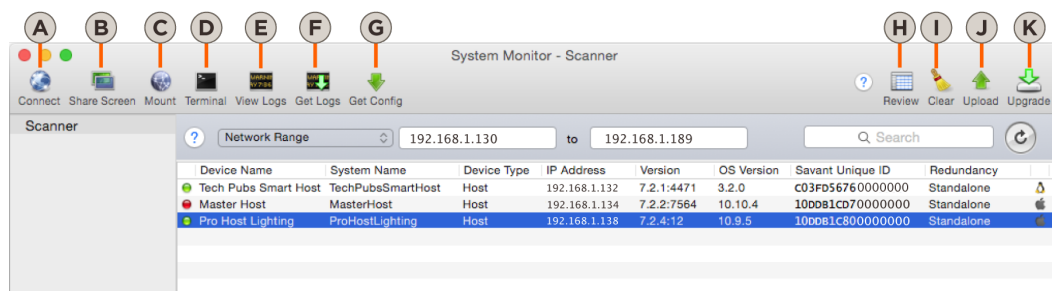 A B C D E F G H I J K
System Monitor - Scanner
Connect Share Screen Mount Terminal View Logs Get Logs Get Config ? Review Clear Upload Upgrade
Scanner
? Network Range 192.168.1.130 to 192.168.1.189 Search
Device Name System Name Device Type IP Address Version OS Version Savant Unique ID Redundancy
Tech Pubs Smart Host TechPubsSmartHost Host 192.168.1.132 7.2.1:4471 3.2.0 C03FD56760000000 Standalone
Master Host MasterHost Host 192.168.1.134 7.2.2:7564 10.10.4 10DDB1CD70000000 Standalone
Pro Host Lighting ProHostLighting Host 192.168.1.138 7.2.4:12 10.9.5 10DDB1C800000000 Standalone